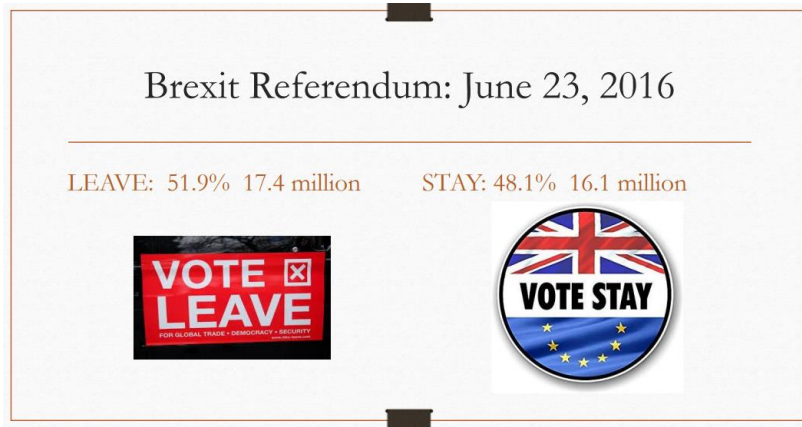 Brexit Referendum: June 23, 2016
LEAVE: 51.9% 17.4 million
STAY: 48.1% 16.1 million
VOTE
LEAVE
FOR GLOBAL TRADE • DEMOCRACY • SECURITY
VOTE STAY